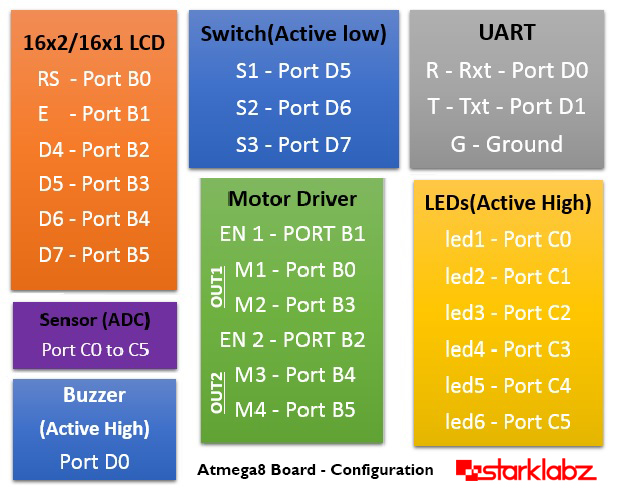 16x2/16x1 LCD
RS - Port B0
E - Port B1
D4 - Port B2
D5 - Port B3
D6 - Port B4
D7 - Port B5
Switch(Active low)
S1 - Port D5
S2 - Port D6
S3 - Port D7
UART
R - Rxt - Port D0
T - Txt - Port D1
G - Ground
Motor Driver
EN 1 - PORT B1
OUT1
M1 - Port B0
M2 - Port B3
EN 2 - PORT B2
OUT2
M3 - Port B4
M4 - Port B5
LEDs(Active High)
led1 - Port C0
led2 - Port C1
led3 - Port C2
led4 - Port C3
led5 - Port C4
led6 - Port C5
Sensor (ADC)
Port C0 to C5
Buzzer
(Active High)
Port D0
Atmega8 Board - Configuration
starklabz